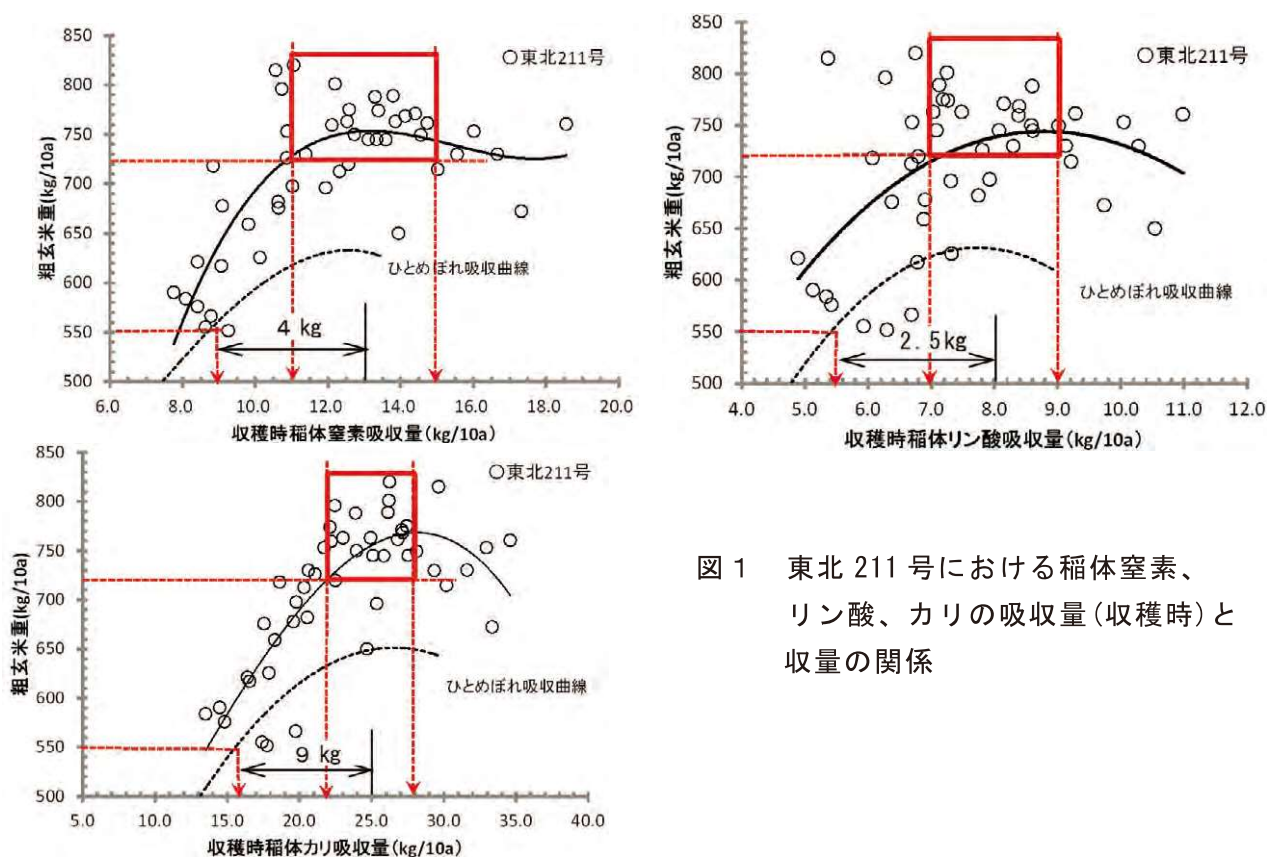 850
800
750
700
650
600
550
500
粗玄米重(kg/10a)
○東北211号
ひとめぼれ吸収曲線
4 kg
6.0 8.0 10.0 12.0 14.0 16.0 18.0 20.0
収穫時稲体窒素吸収量(kg/10a)
850
800
750
700
650
600
550
500
粗玄米重(kg/10a)
○東北211号
ひとめぼれ吸収曲線
2.5kg
4.0 5.0 6.0 7.0 8.0 9.0 10.0 11.0 12.0
収穫時稲体リン酸吸収量(kg/10a)
850
800
750
700
650
600
550
500
粗玄米重(kg/10a)
○東北211号
ひとめぼれ吸収曲線
9 kg
5.0 10.0 15.0 20.0 25.0 30.0 35.0 40.0
収穫時稲体カリ吸収量(kg/10a)
図1 東北211号における稲体窒素、
リン酸、カリの吸収量(収穫時)と
収量の関係